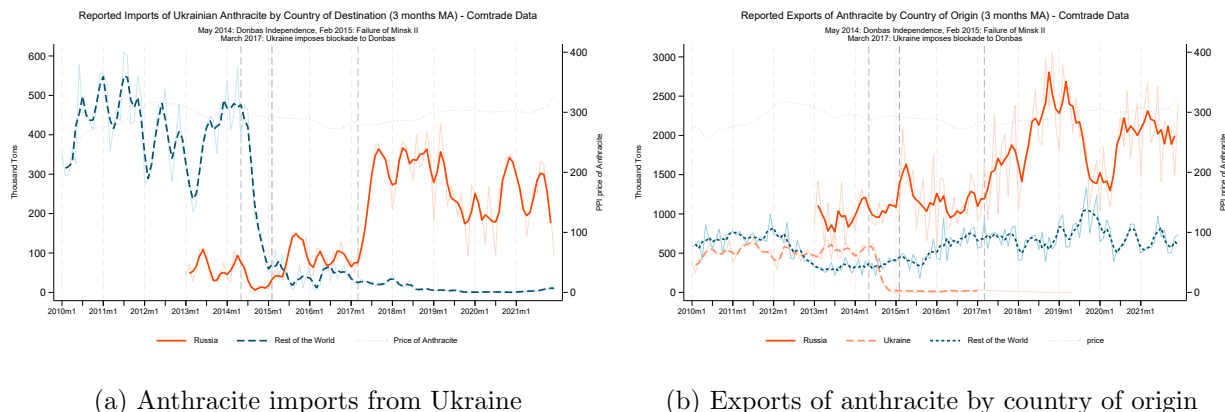 Reported Imports of Ukrainian Anthracite by Country of Destination (3 months MA) - Comtrade Data
May 2014: Donbas Independence, Feb 2015: Failure of Minsk II
March 2017: Ukraine imposes blockade to Donbas
Thousand Tons
600
500
400
300
200
100
0
400
300
200
100
0
PPI price of Anthracite
2010m1 2011m1 2012m1 2013m1 2014m1 2015m1 2016m1 2017m1 2018m1 2019m1 2020m1 2021m1
Russia Rest of the World Price of Anthracite
(a) Anthracite imports from Ukraine
Reported Exports of Anthracite by Country of Origin (3 months MA) - Comtrade Data
May 2014: Donbas Independence, Feb 2015: Failure of Minsk II
March 2017: Ukraine imposes blockade to Donbas
Thousand Tons
3000
2500
2000
1500
1000
500
0
400
300
200
100
0
PPI price of Anthracite
2010m1 2011m1 2012m1 2013m1 2014m1 2015m1 2016m1 2017m1 2018m1 2019m1 2020m1 2021m1
Russia Ukraine Rest of the World price
(b) Exports of anthracite by country of origin